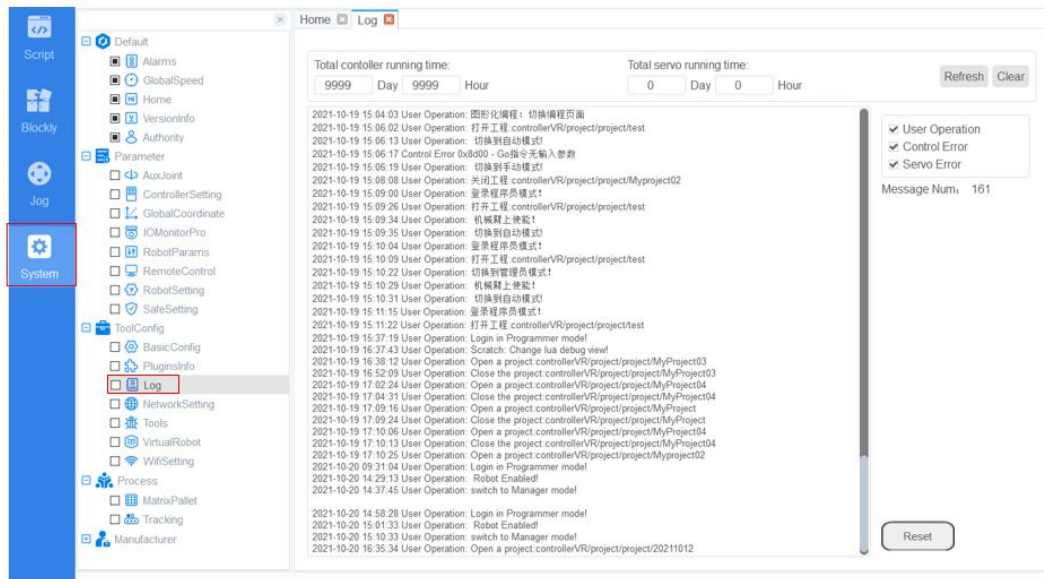 Script
Blockly
Jog
System
Default
Alarms
GlobalSpeed
Home
VersionInfo
Authority
Parameter
AuxJoint
ControllerSetting
GlobalCoordinate
IOMonitorPro
RobotParams
RemoteControl
RobotSetting
SafeSetting
ToolConfig
BasicConfig
PluginsInfo
Log
NetworkSetting
Tools
VirtualRobot
WifiSetting
Process
MatrixPallet
Tracking
Manufacturer
Home Log
Total contoller running time: Total servo running time:
9999 Day 9999 Hour 0 Day 0 Hour
Refresh Clear
2021-10-19 15:04:03 User Operation: 图形化编程：切换编程页面
2021-10-19 15:06:02 User Operation: 打开工程:controllerVR/project/project/test
2021-10-19 15:06:13 User Operation: 切换到自动模式!
2021-10-19 15:06:17 Control Error 0x8d00 - Go指令无输入参数
2021-10-19 15:06:19 User Operation: 切换到手动模式!
2021-10-19 15:08:08 User Operation: 关闭工程:controllerVR/project/project/Myproject02
2021-10-19 15:09:00 User Operation: 登录程序员模式！
2021-10-19 15:09:26 User Operation: 打开工程:controllerVR/project/project/test
2021-10-19 15:09:34 User Operation: 机械臂上使能！
2021-10-19 15:09:35 User Operation: 切换到自动模式!
2021-10-19 15:10:04 User Operation: 登录程序员模式！
2021-10-19 15:10:09 User Operation: 打开工程:controllerVR/project/project/test
2021-10-19 15:10:22 User Operation: 切换到管理员模式！
2021-10-19 15:10:29 User Operation: 机械臂上使能！
2021-10-19 15:10:31 User Operation: 切换到自动模式!
2021-10-19 15:11:15 User Operation: 登录程序员模式！
2021-10-19 15:11:22 User Operation: 打开工程:controllerVR/project/project/test
2021-10-19 15:37:19 User Operation: Login in Programmer mode!
2021-10-19 16:37:43 User Operation: Scratch: Change lua debug view!
2021-10-19 16:38:12 User Operation: Open a project:controllerVR/project/project/MyProject03
2021-10-19 16:52:09 User Operation: Close the project:controllerVR/project/project/MyProject03
2021-10-19 17:02:24 User Operation: Open a project:controllerVR/project/project/MyProject04
2021-10-19 17:04:31 User Operation: Close the project:controllerVR/project/project/MyProject04
2021-10-19 17:09:16 User Operation: Open a project:controllerVR/project/project/MyProject
2021-10-19 17:09:24 User Operation: Close the project:controllerVR/project/project/MyProject
2021-10-19 17:10:06 User Operation: Open a project:controllerVR/project/project/MyProject04
2021-10-19 17:10:13 User Operation: Close the project:controllerVR/project/project/MyProject04
2021-10-19 17:10:25 User Operation: Open a project:controllerVR/project/project/Myproject02
2021-10-20 09:31:04 User Operation: Login in Programmer mode!
2021-10-20 14:29:13 User Operation: Robot Enabled!
2021-10-20 14:37:45 User Operation: switch to Manager mode!
2021-10-20 14:58:28 User Operation: Login in Programmer mode!
2021-10-20 15:01:33 User Operation: Robot Enabled!
2021-10-20 15:10:33 User Operation: switch to Manager mode!
2021-10-20 16:35:34 User Operation: Open a project:controllerVR/project/project/20211012
User Operation
Control Error
Servo Error
Message Num： 161
Reset